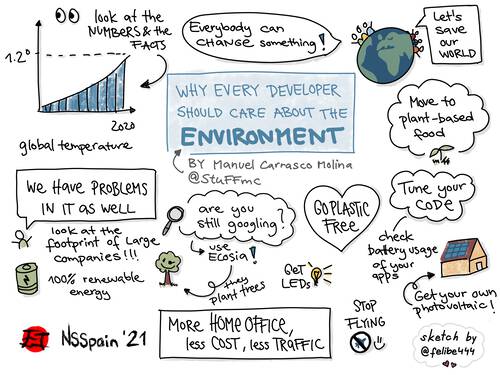 look at the
NUMBERS & the
FACTS
1.2°
2020
global temperature
Everybody can
CHANGE something!
Let's
save
our
WORLD
WHY EVERY DEVELOPER
SHOULD CARE ABOUT THE
ENVIRONMENT
BY MANUEL CARRASCO MOLINA
@StuFFmc
Move to
plant-based
food
WE HAVE PROBLEMS
IN IT AS WELL
look at the
footprint of large
companies!!!
100% renewable
energy
are you
still googling?
use
ECOSIA!
they
plant trees
GO PLASTIC
FREE
GET
LEDs
Tune your
CODE
check
battery usage
of your
apps
Get your own
photovoltaic!
STOP
FLYING
NSSpain '21
MORE HOME OFFICE,
less COST, less TRAFFIC
sketch by
@felibe444